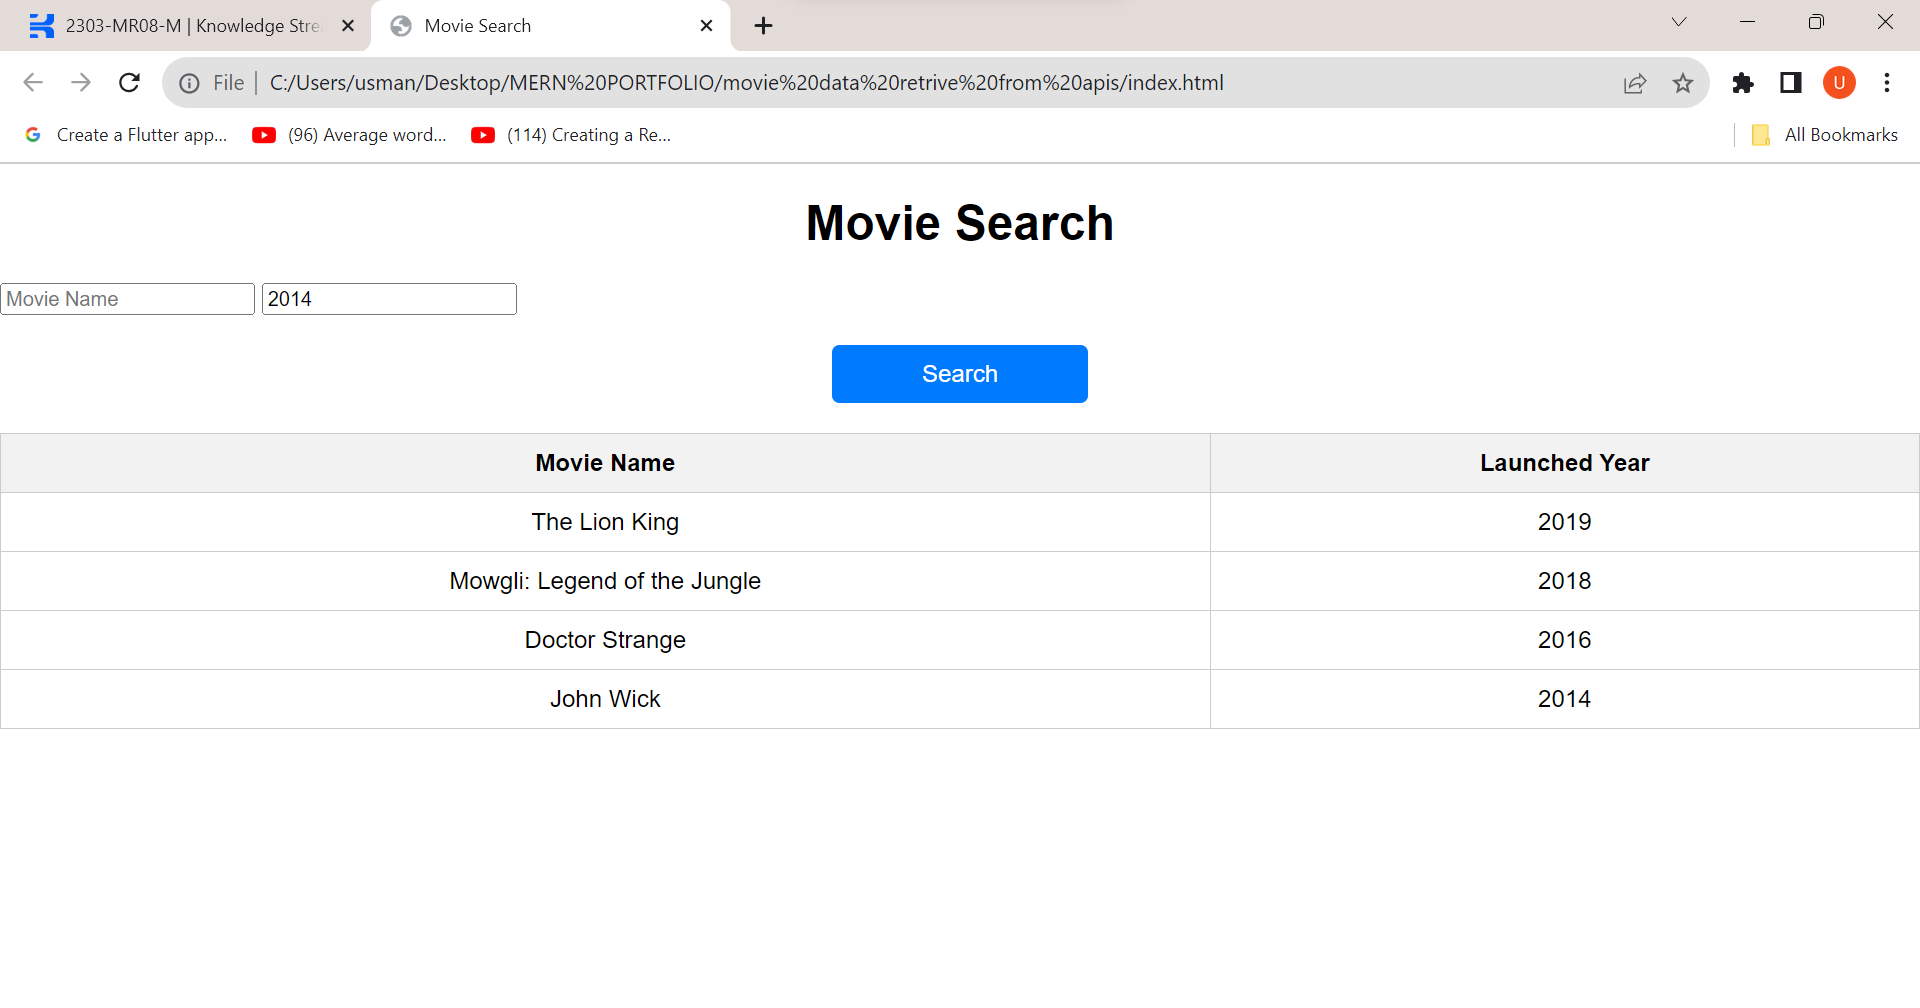 2303-MR08-M | Knowledge Stre
Movie Search
File
C:/Users/usman/Desktop/MERN%20PORTFOLIO/movie%20data%20retrive%20from%20apis/index.html
U
Create a Flutter app...
(96) Average word...
(114) Creating a Re...
All Bookmarks
Movie Search
Movie Name 2014
Search
Movie Name Launched Year
The Lion King 2019
Mowgli: Legend of the Jungle 2018
Doctor Strange 2016
John Wick 2014